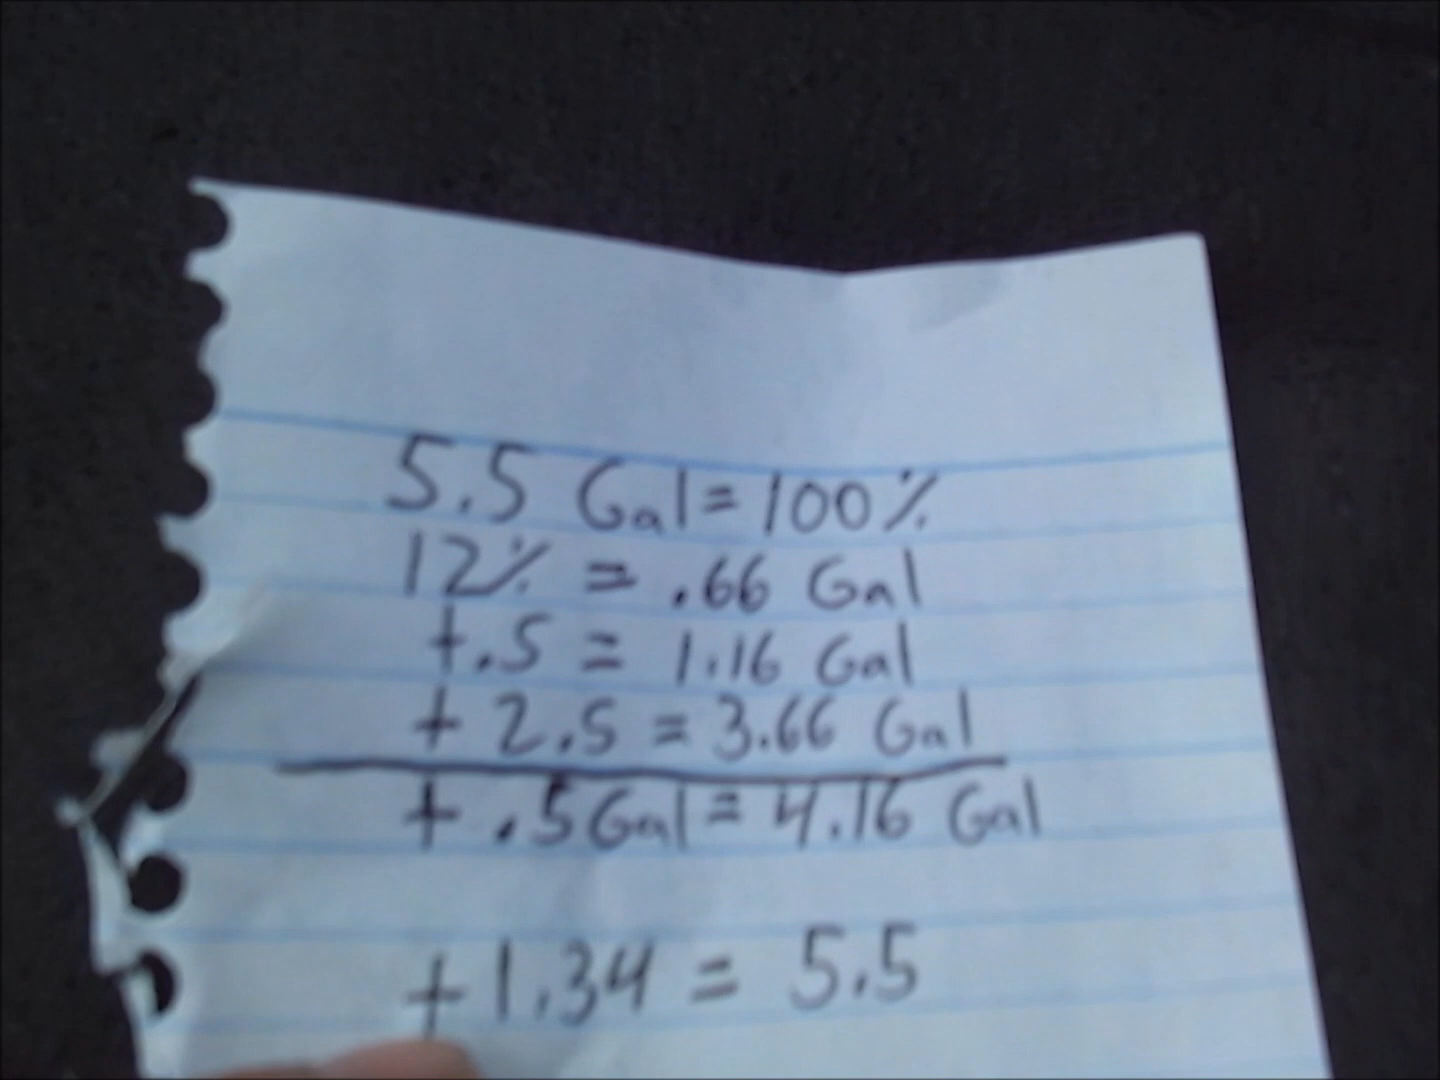 5.5 Gal = 100%
12% = .66 Gal
+.5 = 1.16 Gal
+ 2.5 = 3.66 Gal
+ .5 Gal = 4.16 Gal
+ 1.34 = 5.5